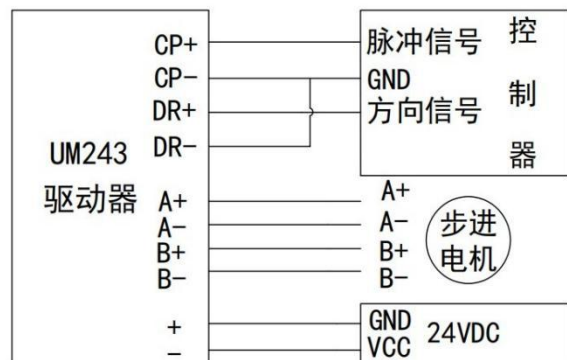 CP+
CP-
DR+
DR-
UM243
驱动器
A+
A-
B+
B-
+
-
脉冲信号
GND
方向信号
控
制
器
A+
A-
B+
B-
步进
电机
GND
VCC
24VDC